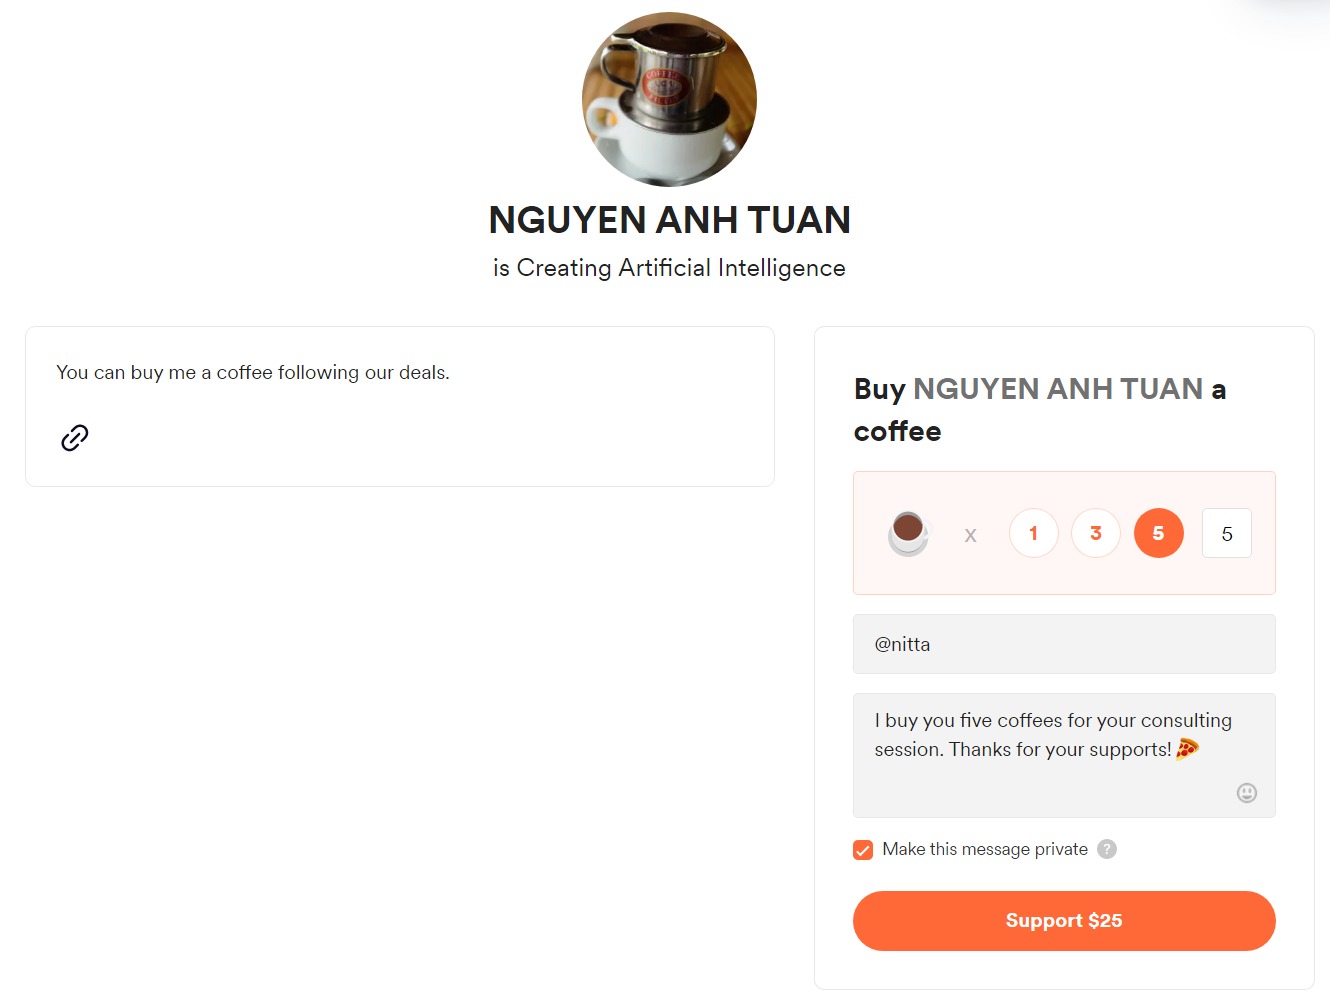 NGUYEN ANH TUAN
is Creating Artificial Intelligence
You can buy me a coffee following our deals.
Buy NGUYEN ANH TUAN a
coffee
x 1 3 5 5
@nitta
I buy you five coffees for your consulting
session. Thanks for your supports! 🍕
Make this message private ?
Support $25